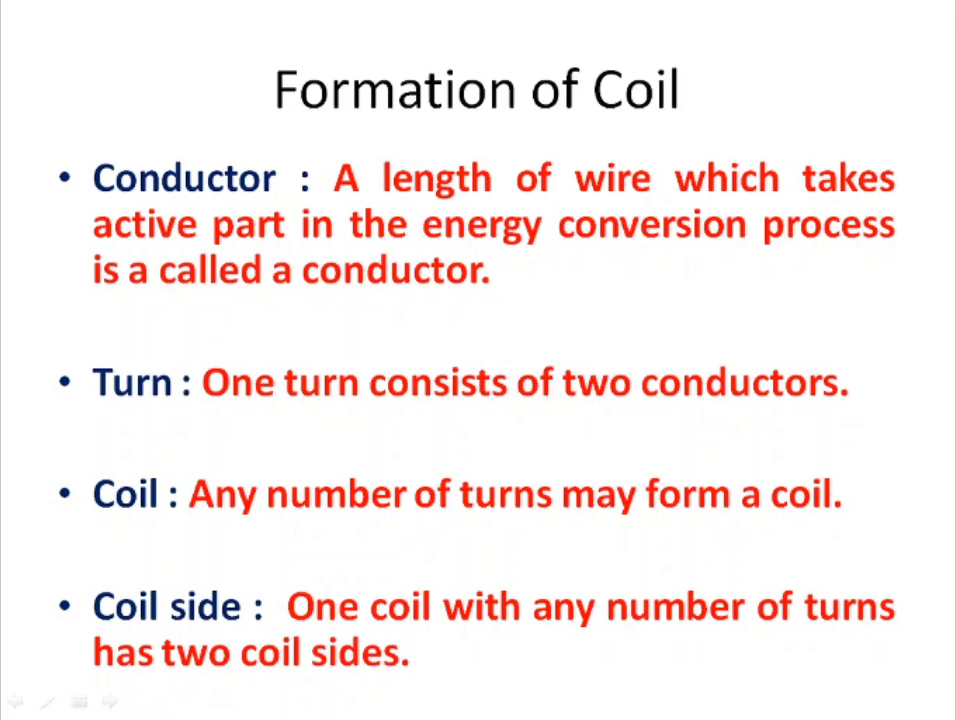 Formation of Coil
• Conductor : A length of wire which takes
active part in the energy conversion process
is a called a conductor.
• Turn : One turn consists of two conductors.
• Coil : Any number of turns may form a coil.
• Coil side : One coil with any number of turns
has two coil sides.